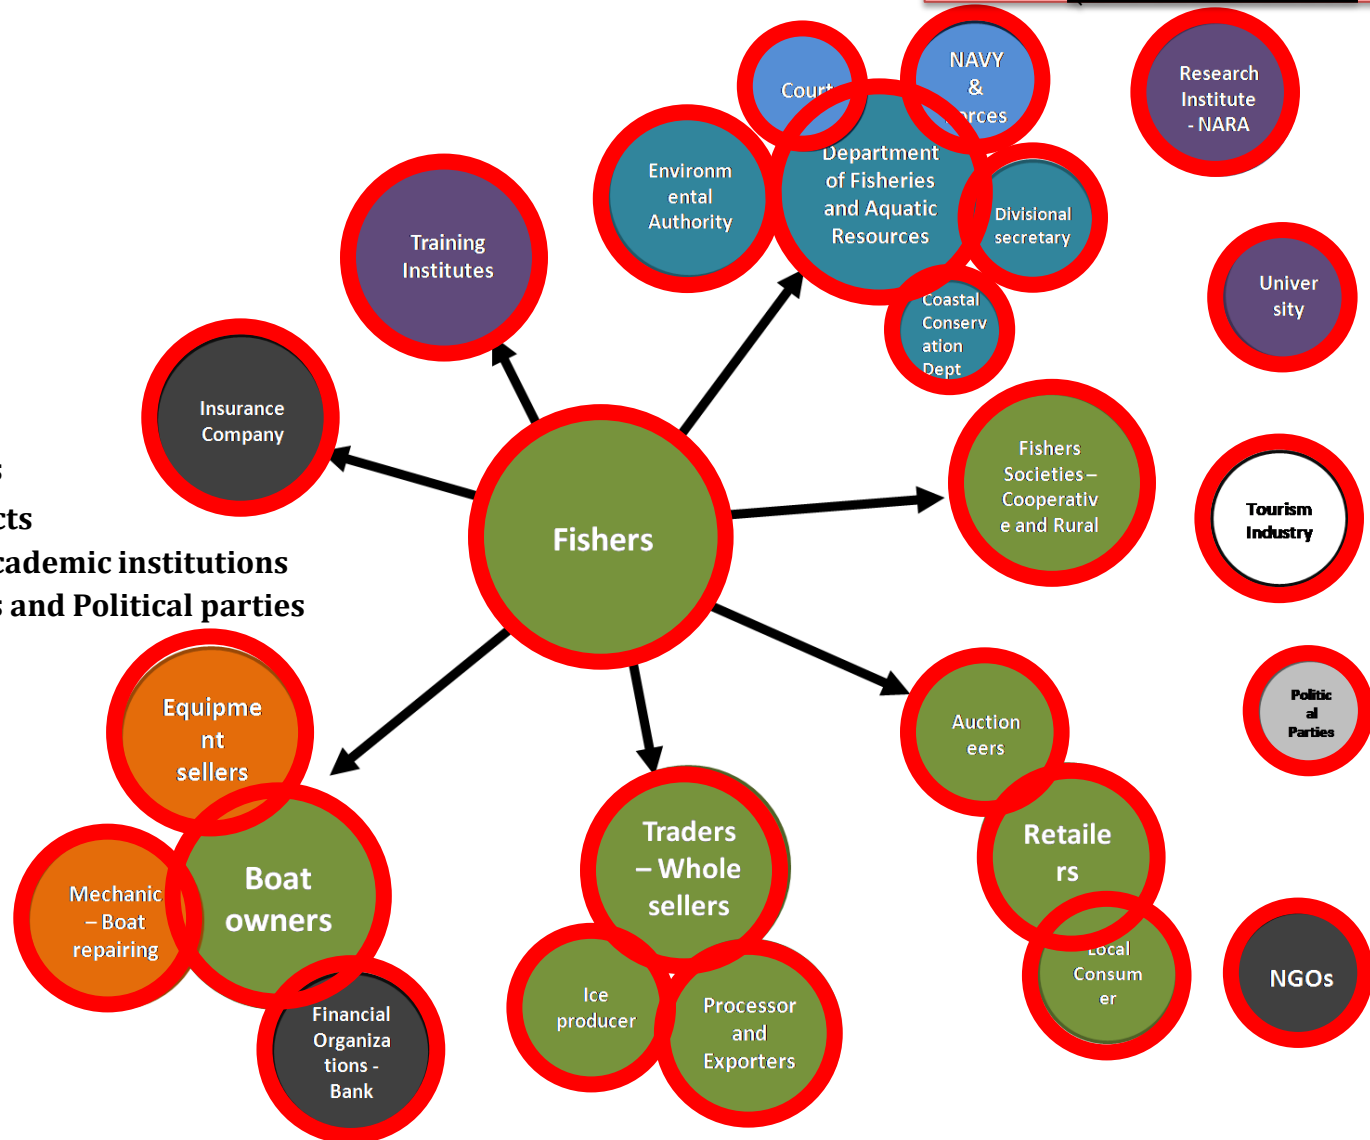 NAVY
&
Forces
Court
Research
Institute
- NARA
Department
of Fisheries
and Aquatic
Resources
Environm
ental
Authority
Divisional
secretary
Training
Institutes
Univer
sity
Coastal
Conserv
ation
Dept
Insurance
Company
Fishers
Societies –
Cooperativ
e and Rural
Tourism
Industry
Fishers
academic institutions
and Political parties
Equipme
nt
sellers
Politic
al
Parties
Auction
eers
Traders
– Whole
sellers
Retaile
rs
Boat
owners
Mechanic
– Boat
repairing
Local
Consum
er
NGOs
Ice
producer
Processor
and
Exporters
Financial
Organiza
tions -
Bank